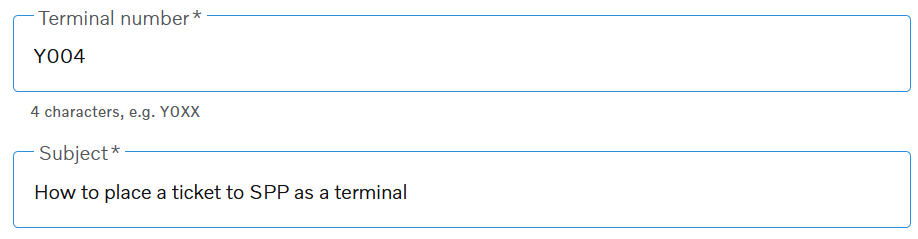 Terminal number*
Y004
4 characters, e.g. Y0XX
Subject*
How to place a ticket to SPP as a terminal